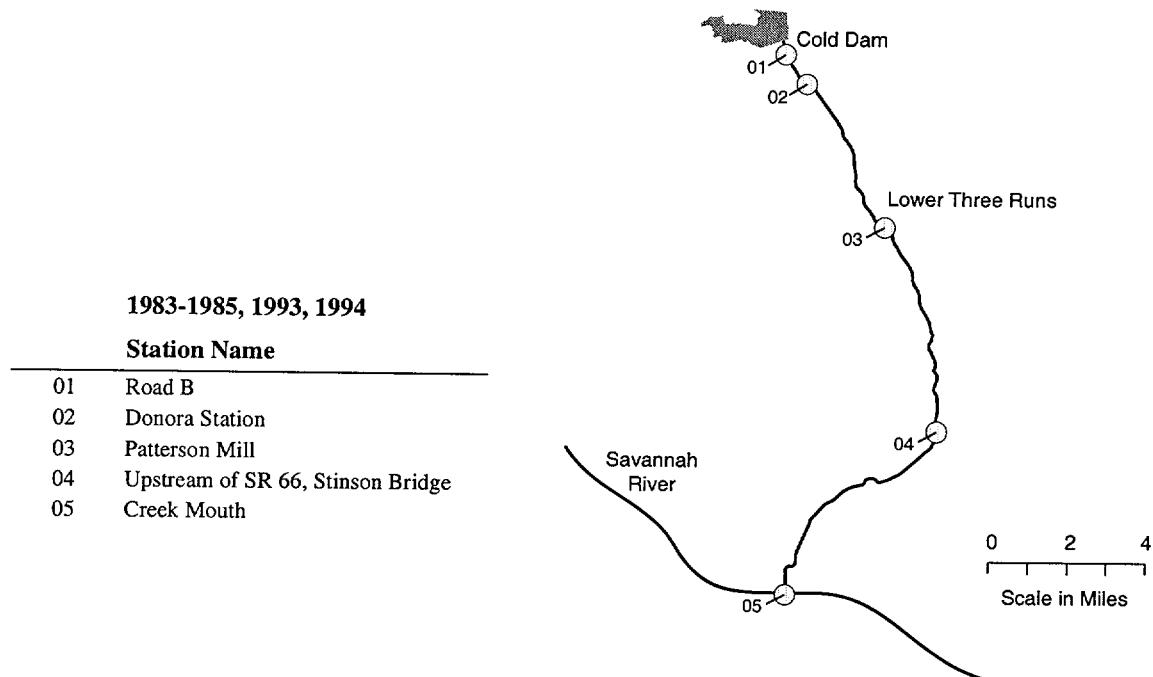 1983-1985, 1993, 1994
Station Name
01 Road B
02 Donora Station
03 Patterson Mill
04 Upstream of SR 66, Stinson Bridge
05 Creek Mouth
Cold Dam
01
02
Lower Three Runs
03
04
Savannah
River
05
0 2 4
Scale in Miles